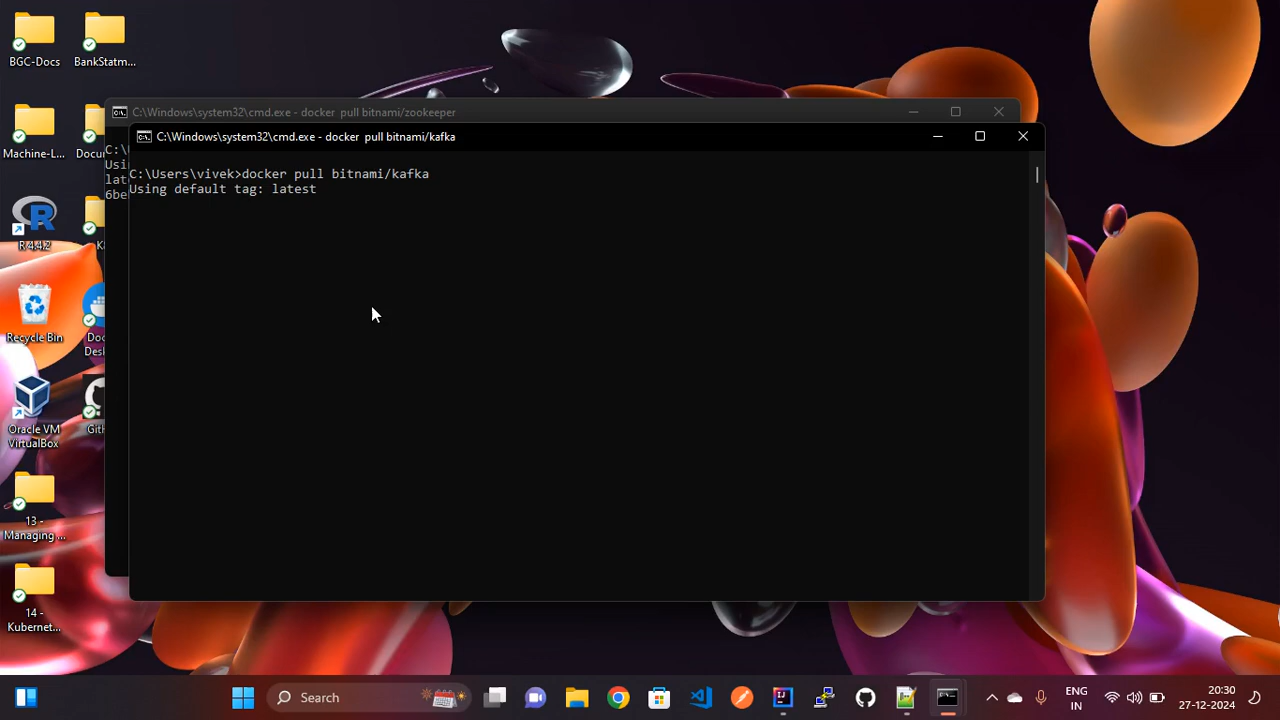 BGC-Docs
BankStatm...
Machine-L...
R 4.4.2
Recycle Bin
Oracle VM
VirtualBox
13 -
Managing ...
14 -
Kubernet...
C:\Windows\system32\cmd.exe - docker pull bitnami/zookeeper
C:\Windows\system32\cmd.exe - docker pull bitnami/kafka
C:\Users\vivek>docker pull bitnami/kafka
Using default tag: latest
Search
ENG
IN
20:30
27-12-2024